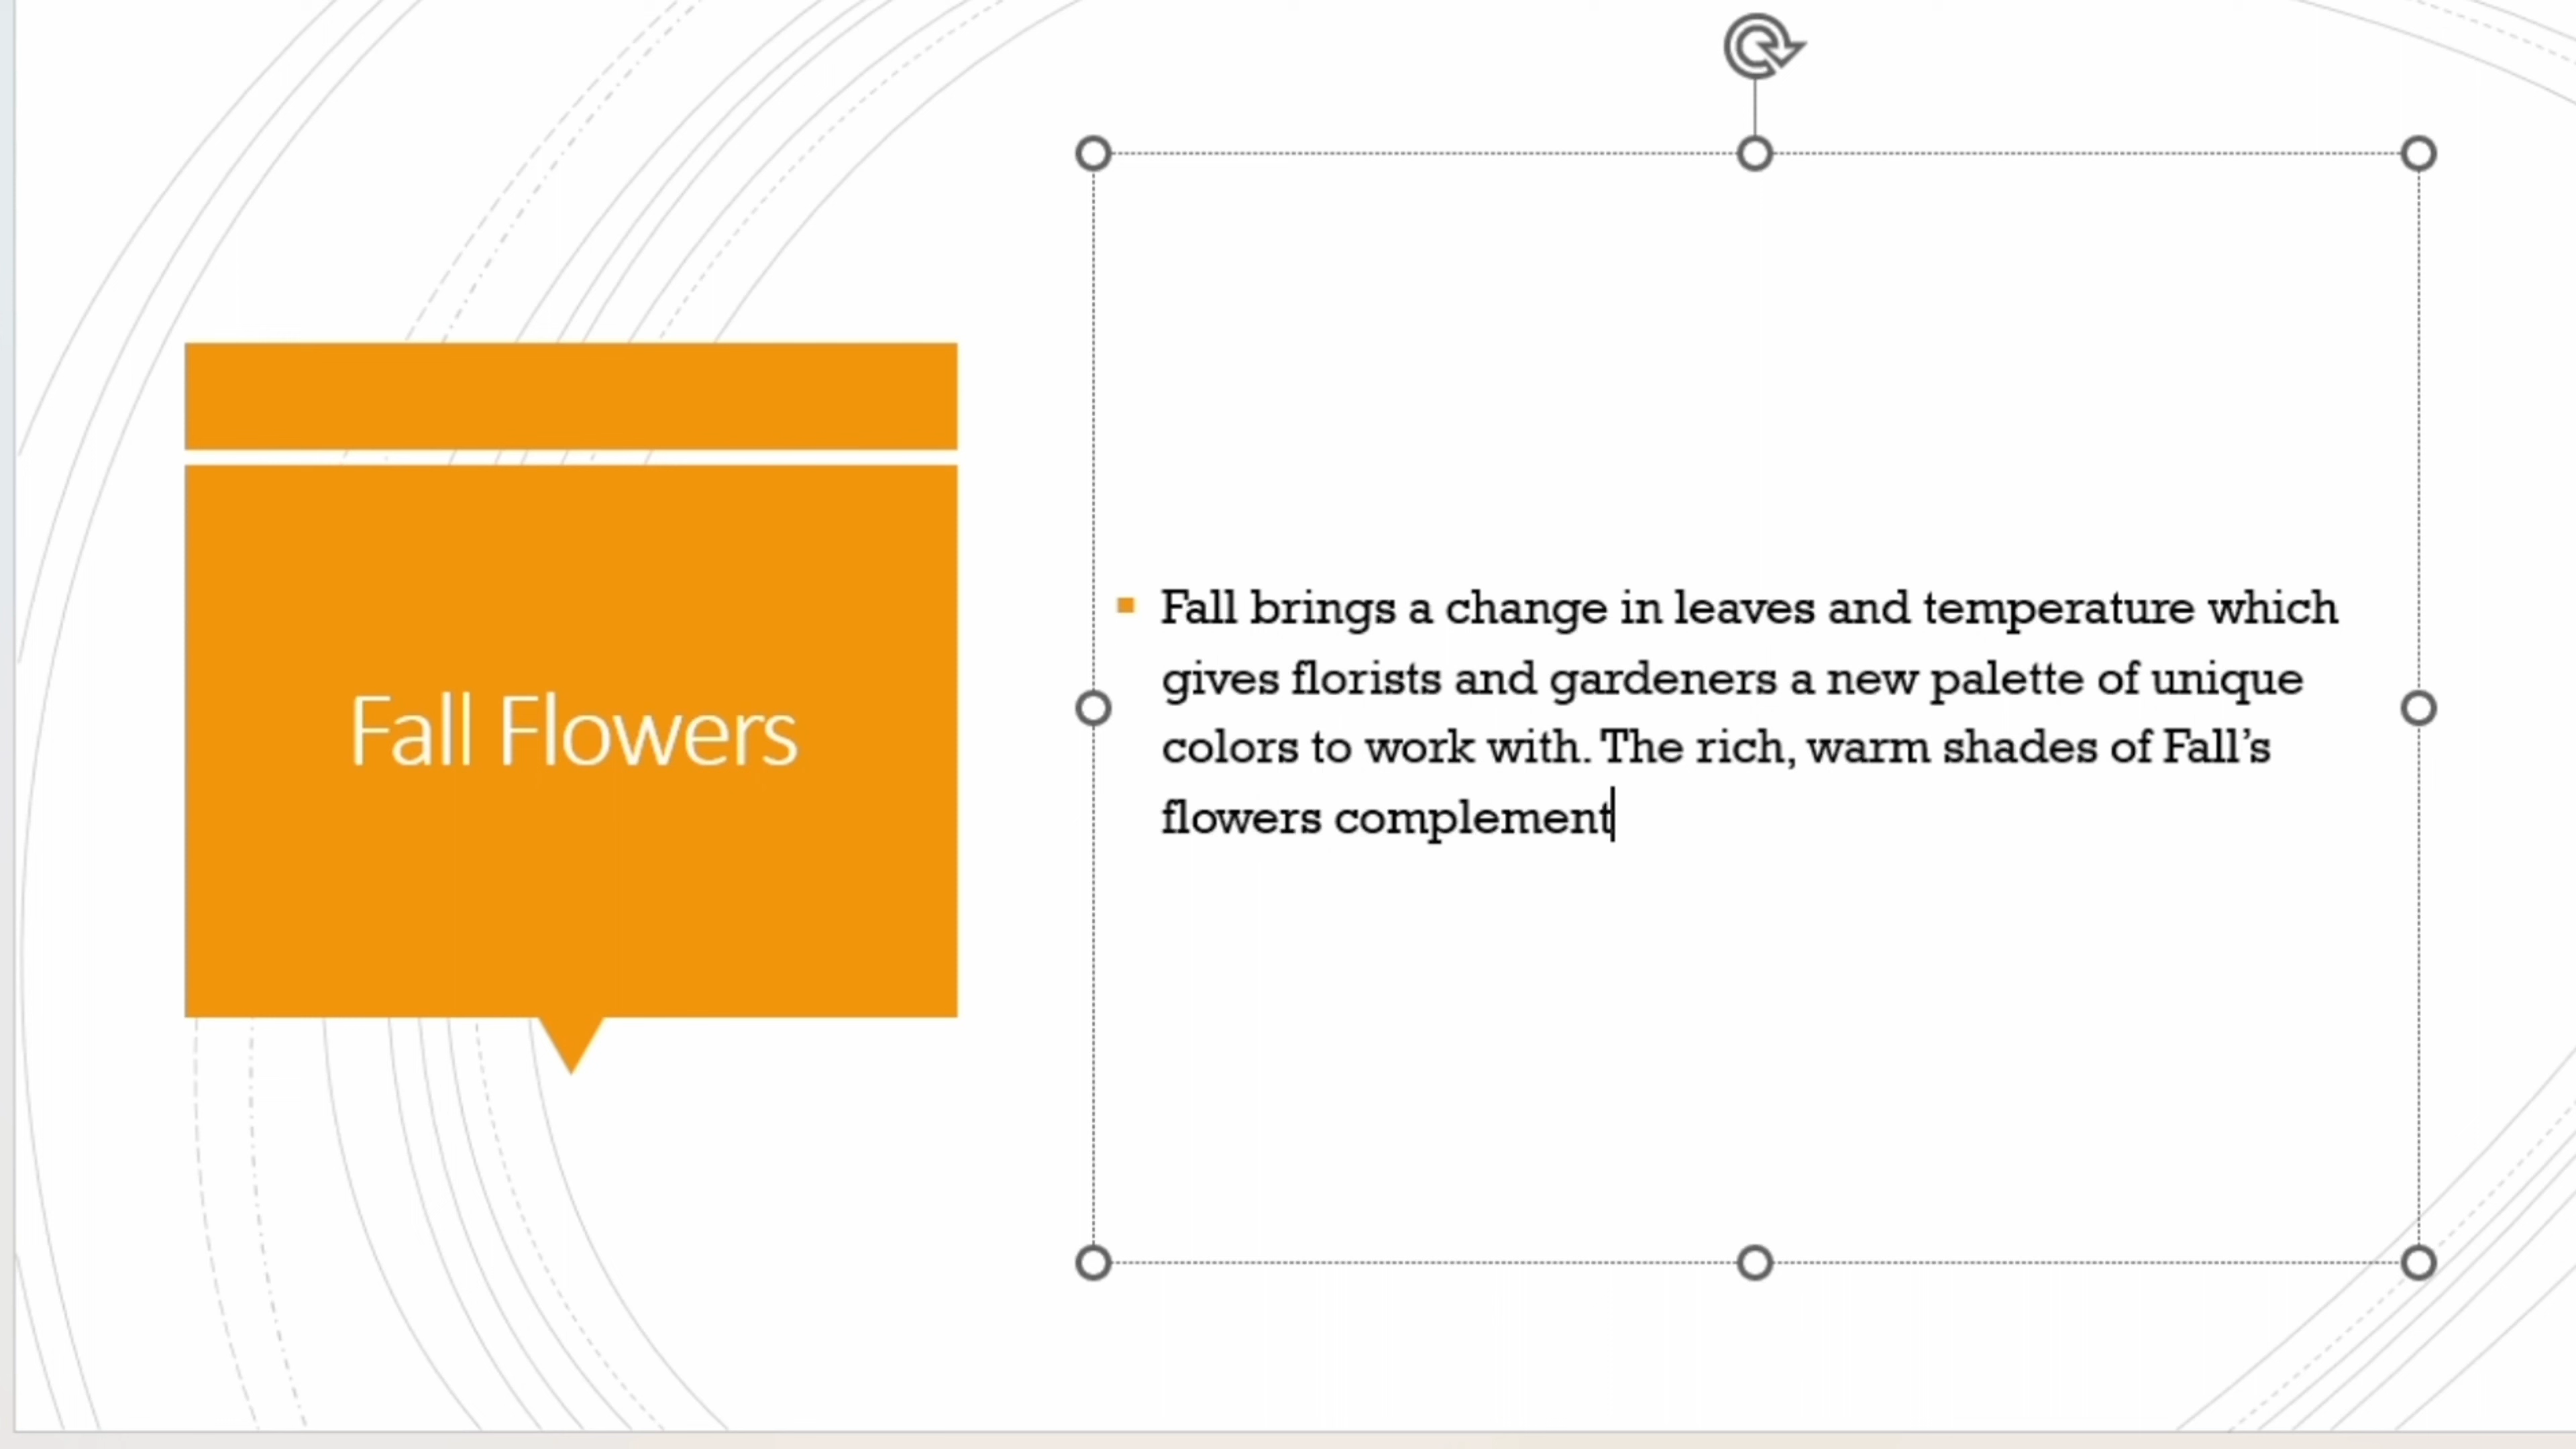 Fall Flowers
Fall brings a change in leaves and temperature which
gives florists and gardeners a new palette of unique
colors to work with. The rich, warm shades of Fall’s
flowers complement